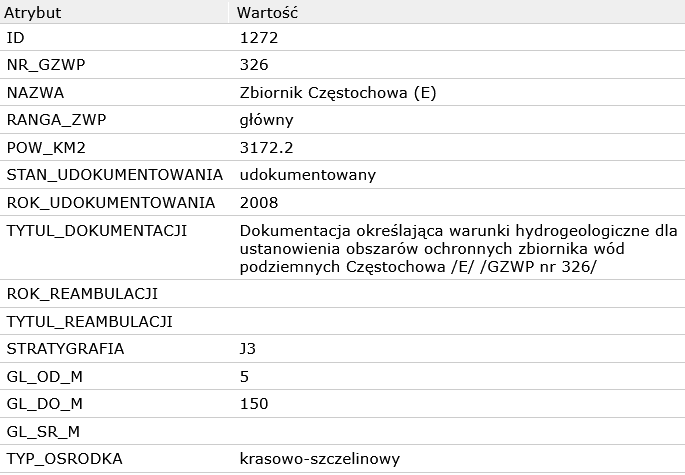 Atrybut Wartość
ID 1272
NR_GZWP 326
NAZWA Zbiornik Częstochowa (E)
RANGA_ZWP główny
POW_KM2 3172.2
STAN_UDOKUMENTOWANIA udokumentowany
ROK_UDOKUMENTOWANIA 2008
TYTUL_DOKUMENTACJI Dokumentacja określająca warunki hydrogeologiczne dla
ustanowienia obszarów ochronnych zbiornika wód
podziemnych Częstochowa /E/ /GZWP nr 326/
ROK_REAMBULACJI
TYTUL_REAMBULACJI
STRATYGRAFIA J3
GL_OD_M 5
GL_DO_M 150
GL_SR_M
TYP_OSRODKA krasowo-szczelinowy